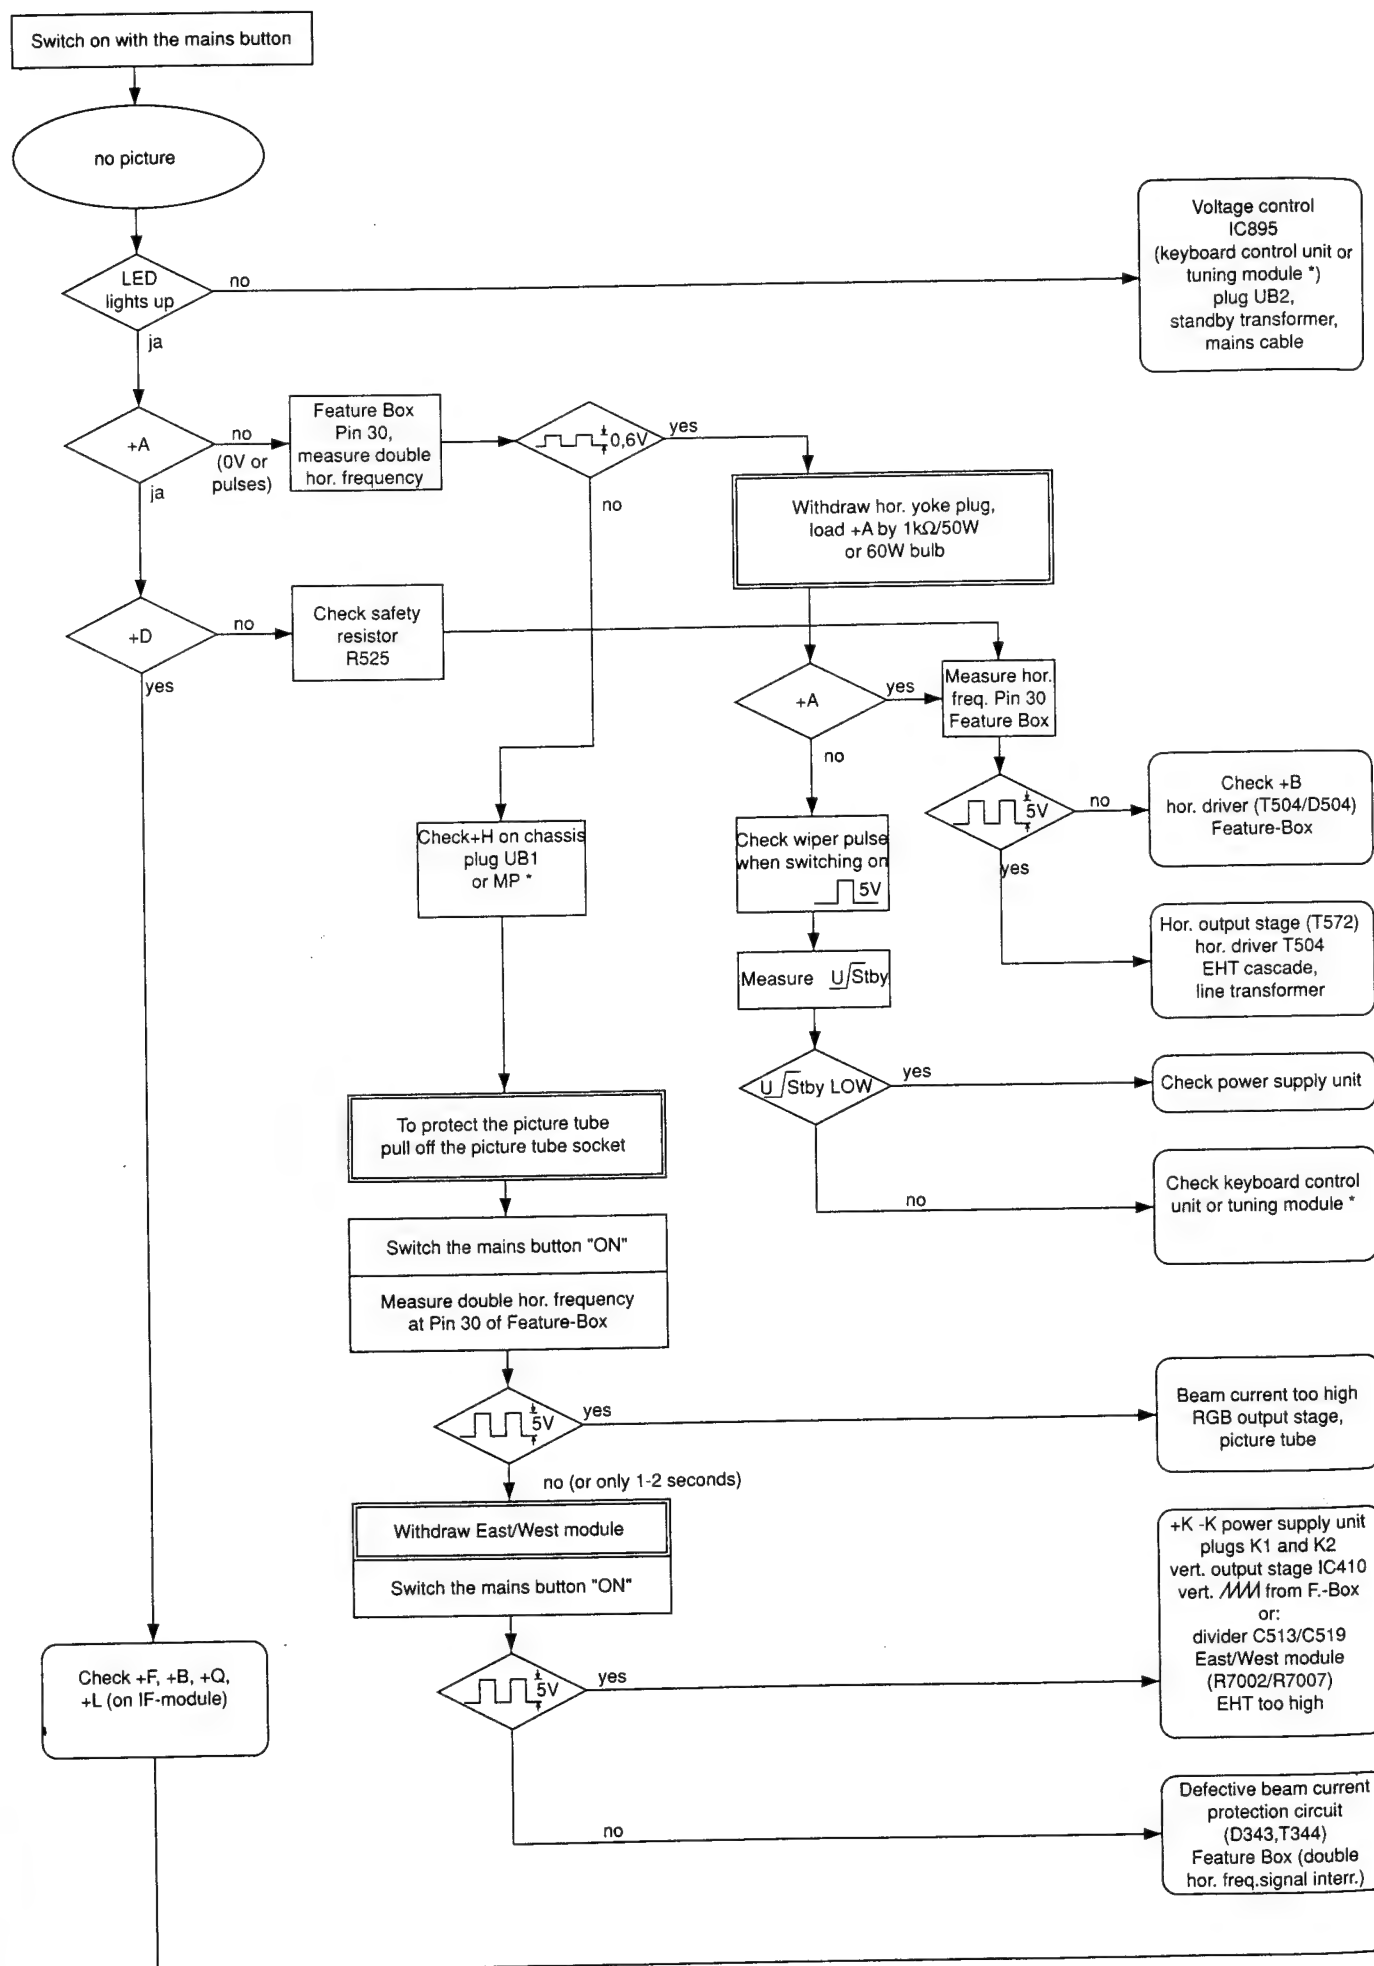 Switch on with the mains button
no picture
LED
lights up
no
ja
Voltage control
IC895
(keyboard control unit or
tuning module *)
plug UB2,
standby transformer,
mains cable
+A
no
(0V or
pulses)
ja
Feature Box
Pin 30,
measure double
hor. frequency
0,6V
yes
no
Withdraw hor. yoke plug,
load +A by 1kΩ/50W
or 60W bulb
+D
no
yes
Check safety
resistor
R525
+A
yes
no
Measure hor.
freq. Pin 30
Feature Box
5V
no
yes
Check +B
hor. driver (T504/D504)
Feature-Box
Check+H on chassis
plug UB1
or MP *
Check wiper pulse
when switching on
5V
Hor. output stage (T572)
hor. driver T504
EHT cascade,
line transformer
Measure U/Stby
U/Stby LOW
yes
no
Check power supply unit
Check keyboard control
unit or tuning module *
To protect the picture tube
pull off the picture tube socket
Switch the mains button "ON"
Measure double hor. frequency
at Pin 30 of Feature-Box
5V
yes
no (or only 1-2 seconds)
Beam current too high
RGB output stage,
picture tube
Withdraw East/West module
Switch the mains button "ON"
5V
yes
no
+K -K power supply unit
plugs K1 and K2
vert. output stage IC410
vert. from F.-Box
or:
divider C513/C519
East/West module
(R7002/R7007)
EHT too high
Check +F, +B, +Q,
+L (on IF-module)
Defective beam current
protection circuit
(D343,T344)
Feature Box (double
hor. freq.signal interr.)